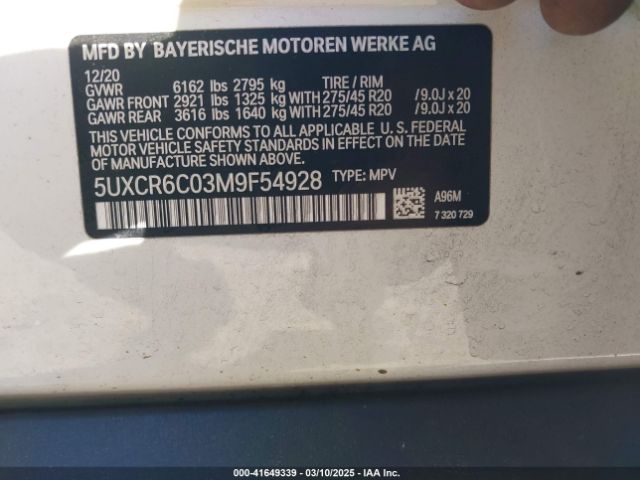 MFD BY BAYERISCHE MOTOREN WERKE AG
12/20
GVWR 6162 lbs 2795 kg TIRE / RIM
GAWR FRONT 2921 lbs 1325 kg WITH 275/45 R20 /9.0J x 20
GAWR REAR 3616 lbs 1640 kg WITH 275/45 R20 /9.0J x 20
THIS VEHICLE CONFORMS TO ALL APPLICABLE U. S. FEDERAL
MOTOR VEHICLE SAFETY STANDARDS IN EFFECT ON THE DATE
OF MANUFACTURE SHOWN ABOVE.
5UXCR6C03M9F54928 TYPE: MPV
A96M
7 320 729
000-41649339 / 03/10/2025 - IAA Inc.